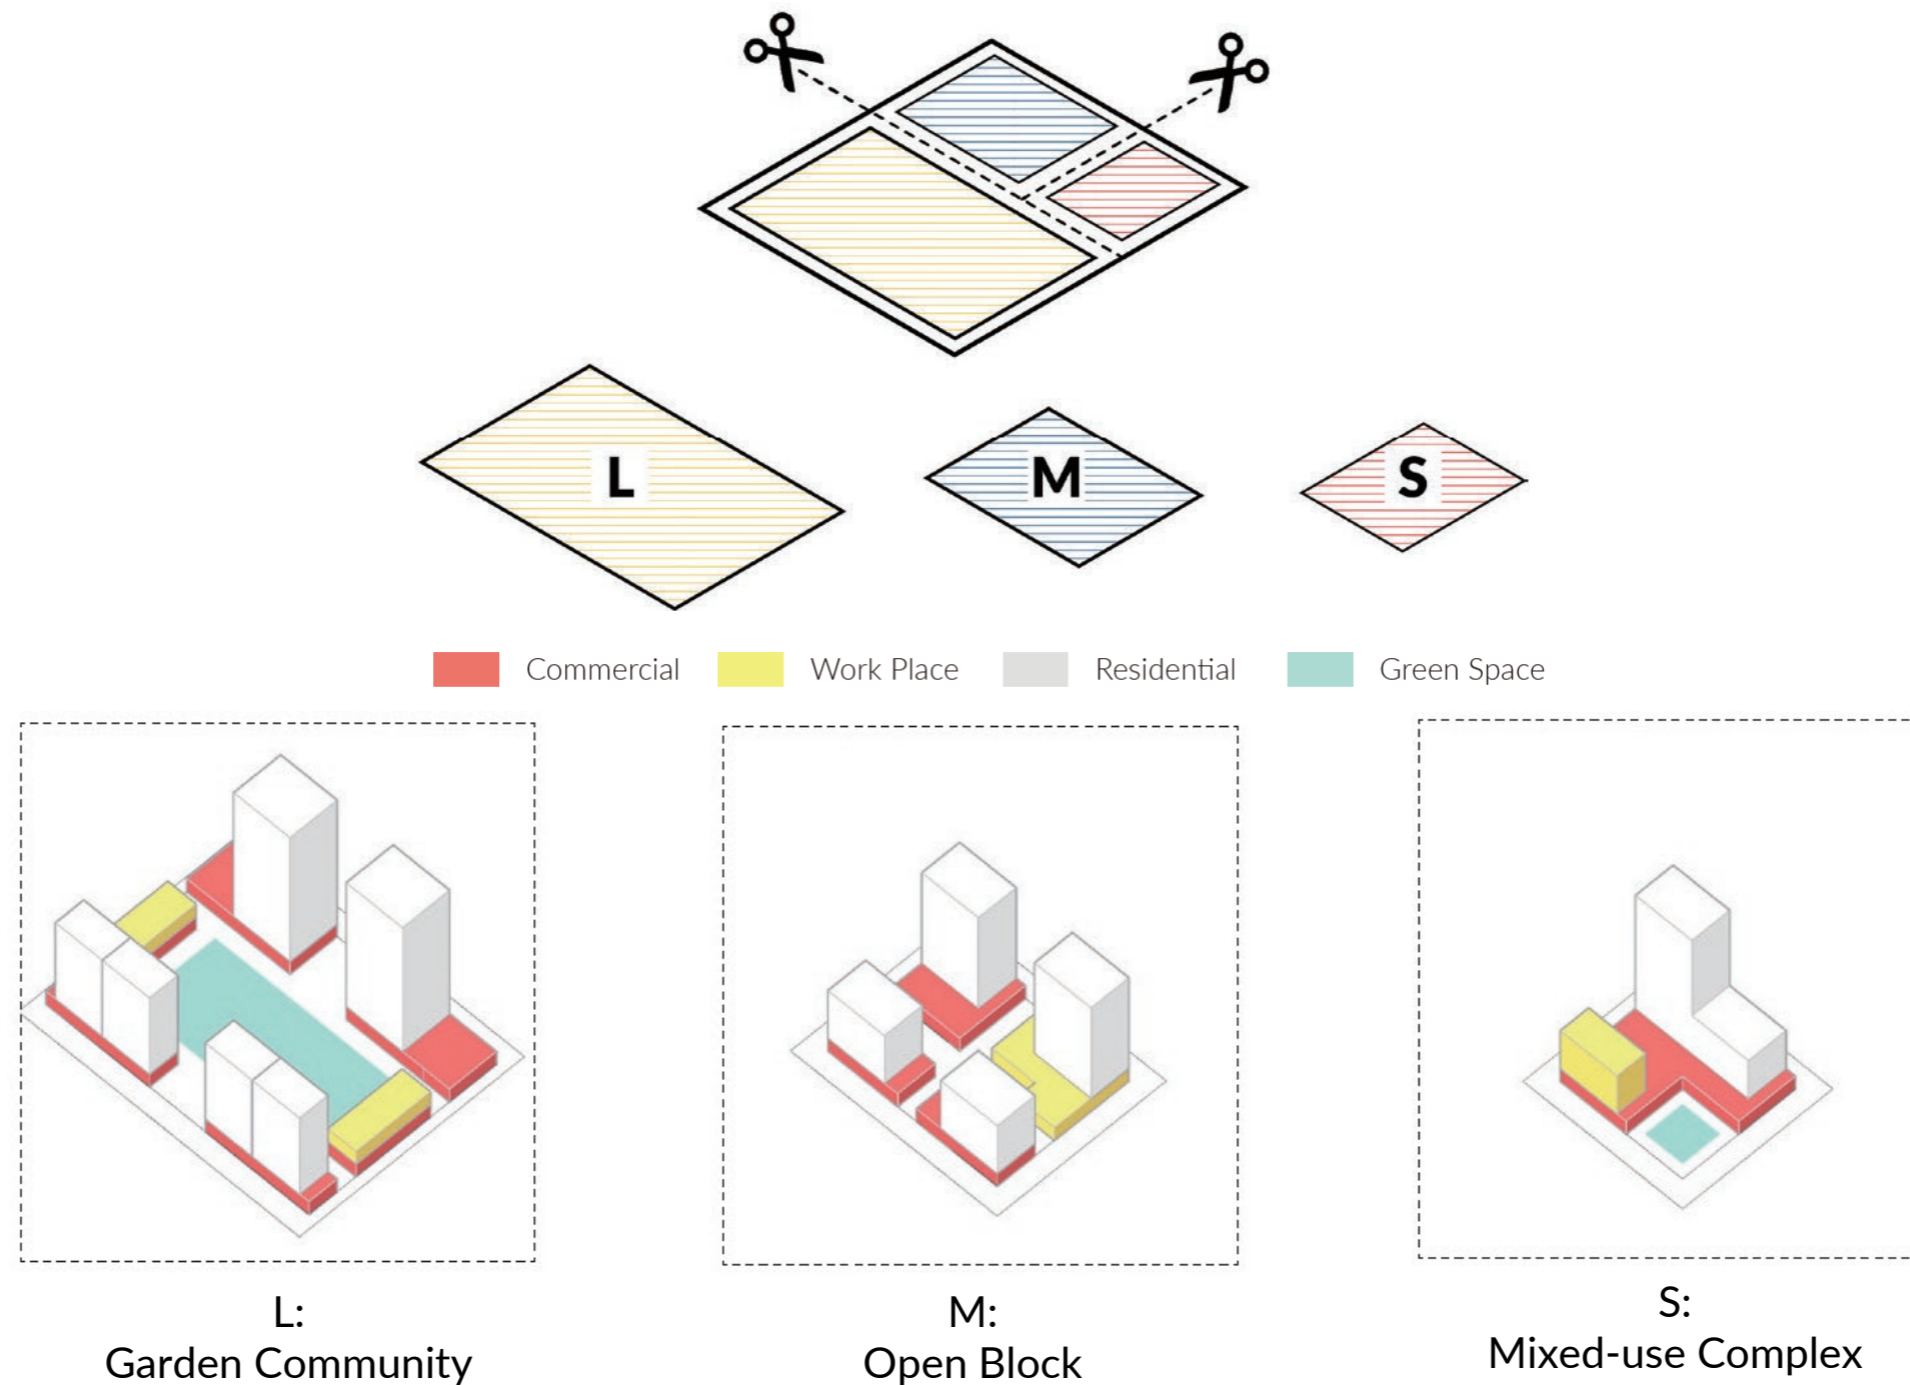 L
M
S
Commercial
Work Place
Residential
Green Space
L:
Garden Community
M:
Open Block
S:
Mixed-use Complex